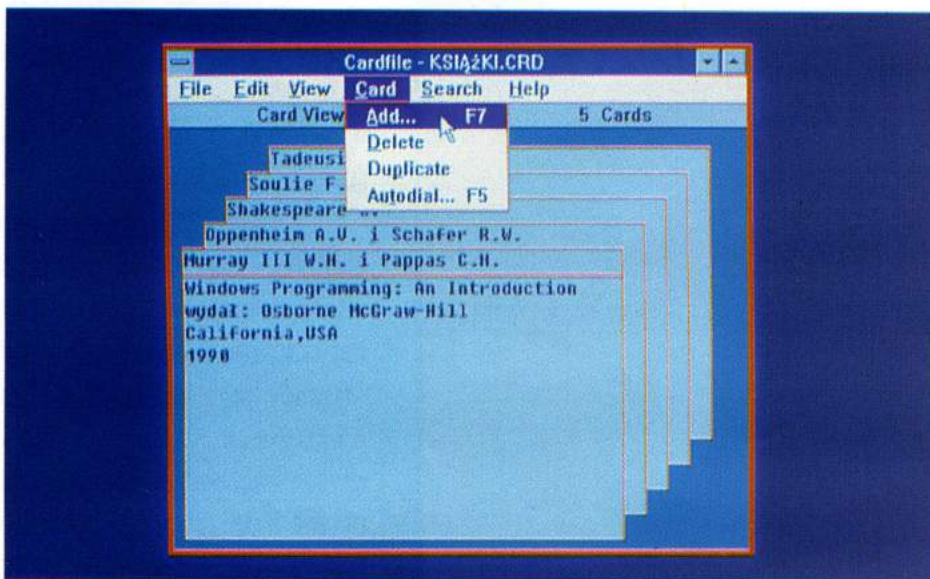 Cardfile - KSIĄżKI.CRD
File Edit View Card Search Help
Card View 5 Cards
Add... F7
Delete
Duplicate
Autodial... F5
Tadeusi
Soulie F.
Shakespeare
Oppenheim A.V. i Schafer R.W.
Murray III W.H. i Pappas C.H.
Windows Programming: An Introduction
wydał: Osborne McGraw-Hill
California,USA
1990